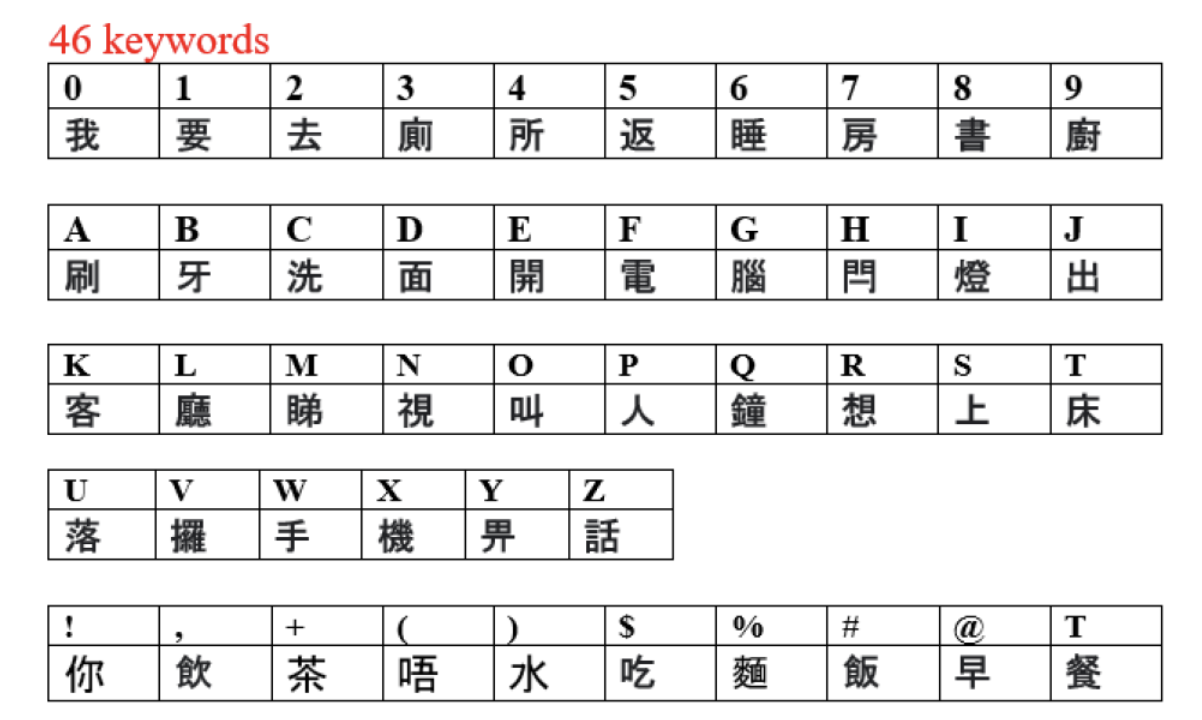 46 keywords
0 1 2 3 4 5 6 7 8 9
我 要 去 廁 所 返 睡 房 書 廚
A B C D E F G H I J
刷 牙 洗 面 開 電 腦 閂 燈 出
K L M N O P Q R S T
客 廳 睇 視 叫 人 鐘 想 上 床
U V W X Y Z
落 攞 手 機 畀 話
! , + ( ) $ % # @ T
你 飲 茶 唔 水 吃 麵 飯 早 餐